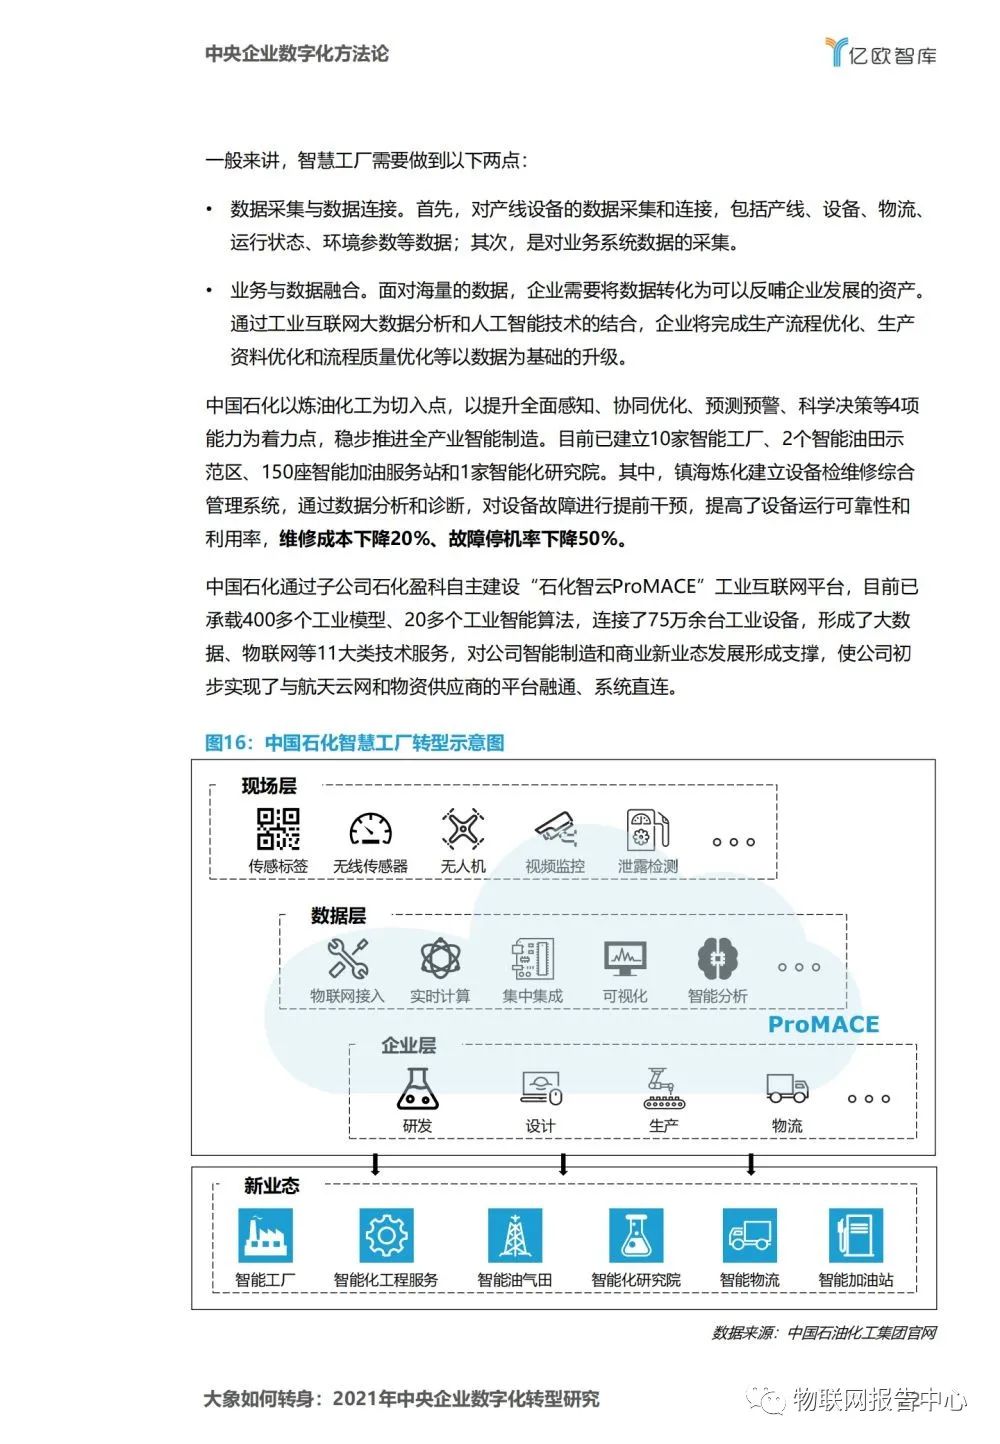 中央企业数字化方法论
亿欧智库
一般来讲，智慧工厂需要做到以下两点：
• 数据采集与数据连接。首先，对产线设备的数据采集和连接，包括产线、设备、物流、
运行状态、环境参数等数据；其次，是对业务系统数据的采集。
• 业务与数据融合。面对海量的数据，企业需要将数据转化为可以反哺企业发展的资产。
通过工业互联网大数据分析和人工智能技术的结合，企业将完成生产流程优化、生产
资料优化和流程质量优化等以数据为基础的升级。
中国石化以炼油化工为切入点，以提升全面感知、协同优化、预测预警、科学决策等4项
能力为着力点，稳步推进全产业智能制造。目前已建立10家智能工厂、2个智能油田示
范区、150座智能加油服务站和1家智能化研究院。其中，镇海炼化建立设备检维修综合
管理系统，通过数据分析和诊断，对设备故障进行提前干预，提高了设备运行可靠性和
利用率，维修成本下降20%、故障停机率下降50%。
中国石化通过子公司石化盈科自主建设“石化智云ProMACE”工业互联网平台，目前已
承载400多个工业模型、20多个工业智能算法，连接了75万余台工业设备，形成了大数
据、物联网等11大类技术服务，对公司智能制造和商业新业态发展形成支撑，使公司初
步实现了与航天云网和物资供应商的平台融通、系统直连。
图16：中国石化智慧工厂转型示意图
现场层
传感标签 无线传感器 无人机 视频监控 泄露检测
数据层
物联网接入 实时计算 集中集成 可视化 智能分析
ProMACE
企业层
研发 设计 生产 物流
新业态
智能工厂 智能化工程服务 智能油气田 智能化研究院 智能物流 智能加油站
数据来源：中国石油化工集团官网
大象如何转身：2021年中央企业数字化转型研究
物联网报告中心